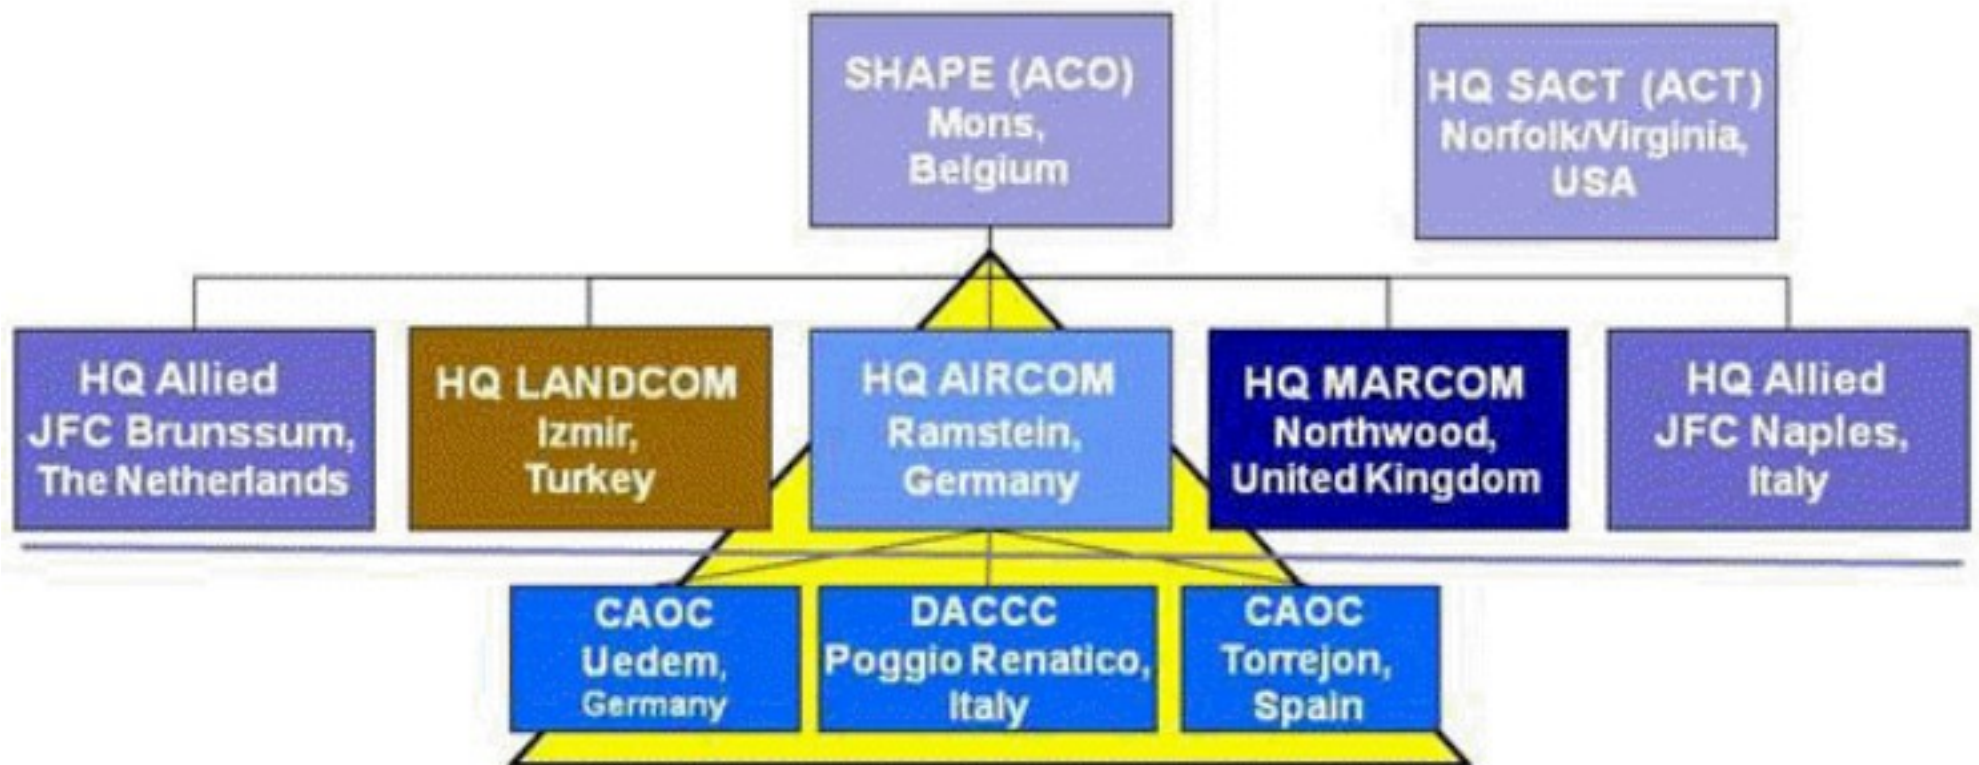 SHAPE (ACO)
Mons,
Belgium
HQ SACT (ACT)
Norfolk/Virginia,
USA
HQ Allied
JFC Brunssum,
The Netherlands
HQ LANDCOM
Izmir,
Turkey
HQ AIRCOM
Ramstein,
Germany
HQ MARCOM
Northwood,
United Kingdom
HQ Allied
JFC Naples,
Italy
CAOC
Uedem,
Germany
DACCC
Poggio Renatico,
Italy
CAOC
Torrejon,
Spain